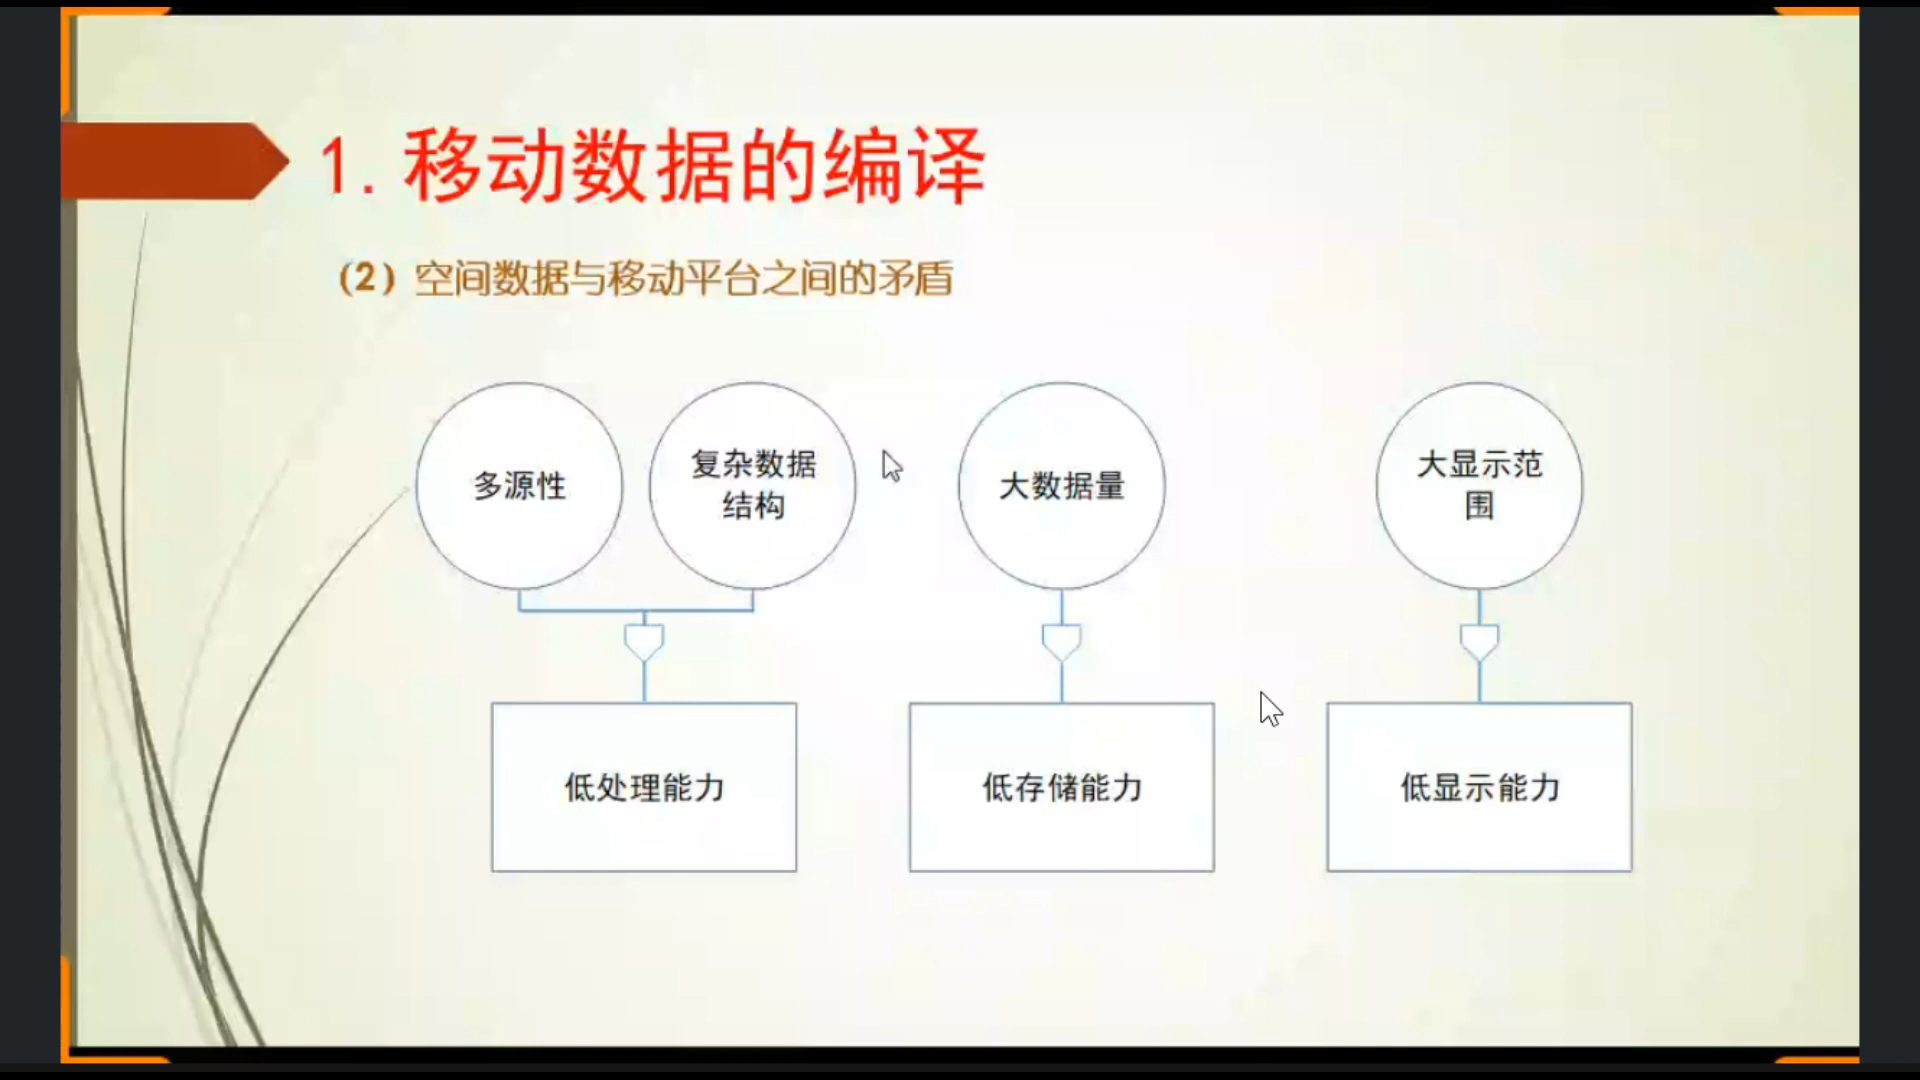 1.移动数据的编译
（2）空间数据与移动平台之间的矛盾
多源性
复杂数据
结构
大数据量
大显示范
围
低处理能力
低存储能力
低显示能力